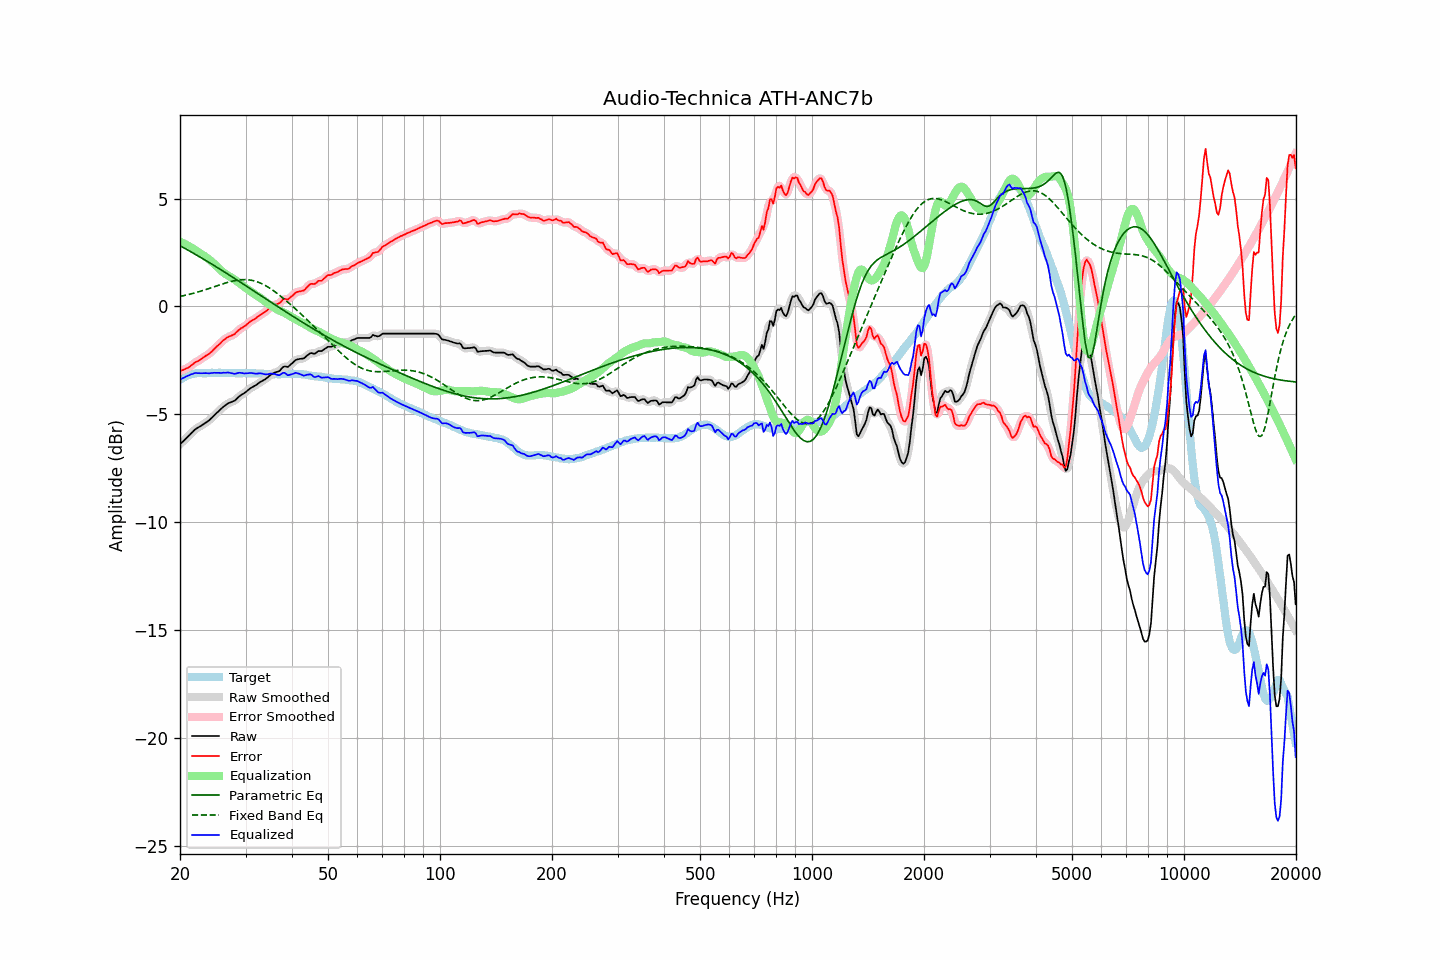 Audio-Technica ATH-ANC7b
Amplitude (dBr)
5
0
−5
−10
−15
−20
−25
Target
Raw Smoothed
Error Smoothed
Raw
Error
Equalization
Parametric Eq
Fixed Band Eq
Equalized
20 50 100 200 500 1000 2000 5000 10000 20000
Frequency (Hz)